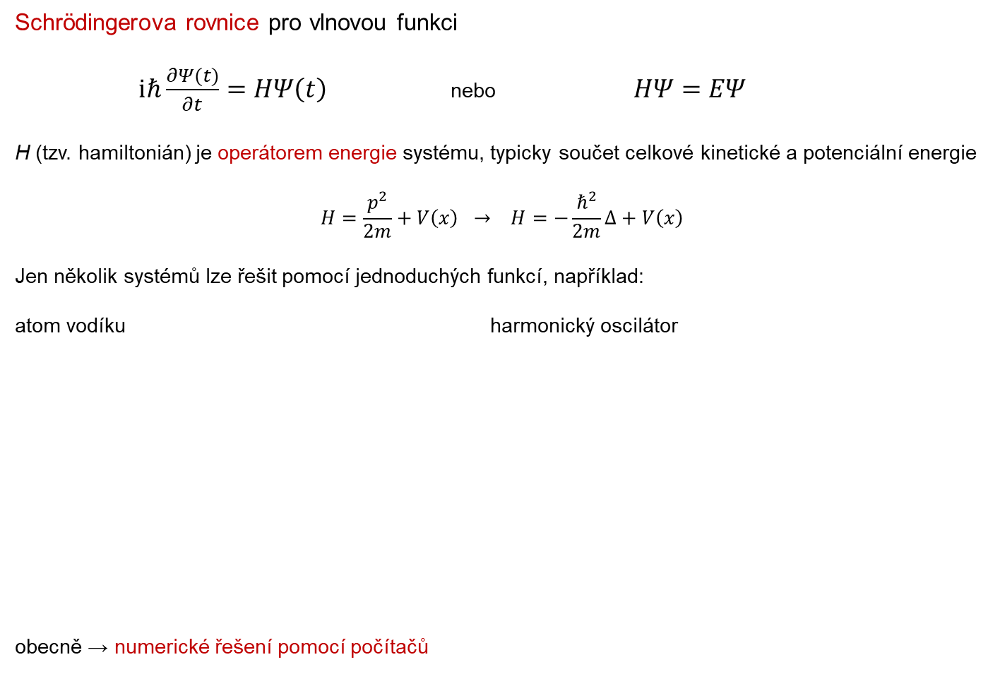 Schrödingerova rovnice pro vlnovou funkci
iℏ ∂Ψ(t)/∂t = HΨ(t) nebo HΨ = EΨ
H (tzv. hamiltonián) je operátorem energie systému, typicky součet celkové kinetické a potenciální energie
H = p²/2m + V(x) → H = −ℏ²/2m Δ + V(x)
Jen několik systémů lze řešit pomocí jednoduchých funkcí, například:
atom vodíku harmonický oscilátor
obecně → numerické řešení pomocí počítačů